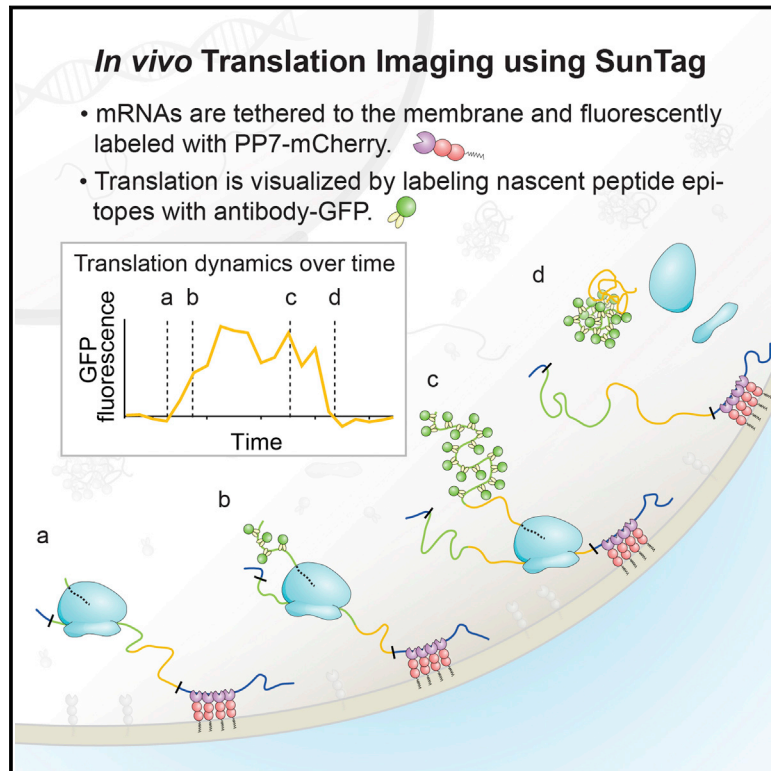 In vivo Translation Imaging using SunTag
• mRNAs are tethered to the membrane and fluorescently
labeled with PP7-mCherry.
• Translation is visualized by labeling nascent peptide epi-
topes with antibody-GFP.
Translation dynamics over time
a b c d
GFP
fluorescence
Time
d
c
b
a